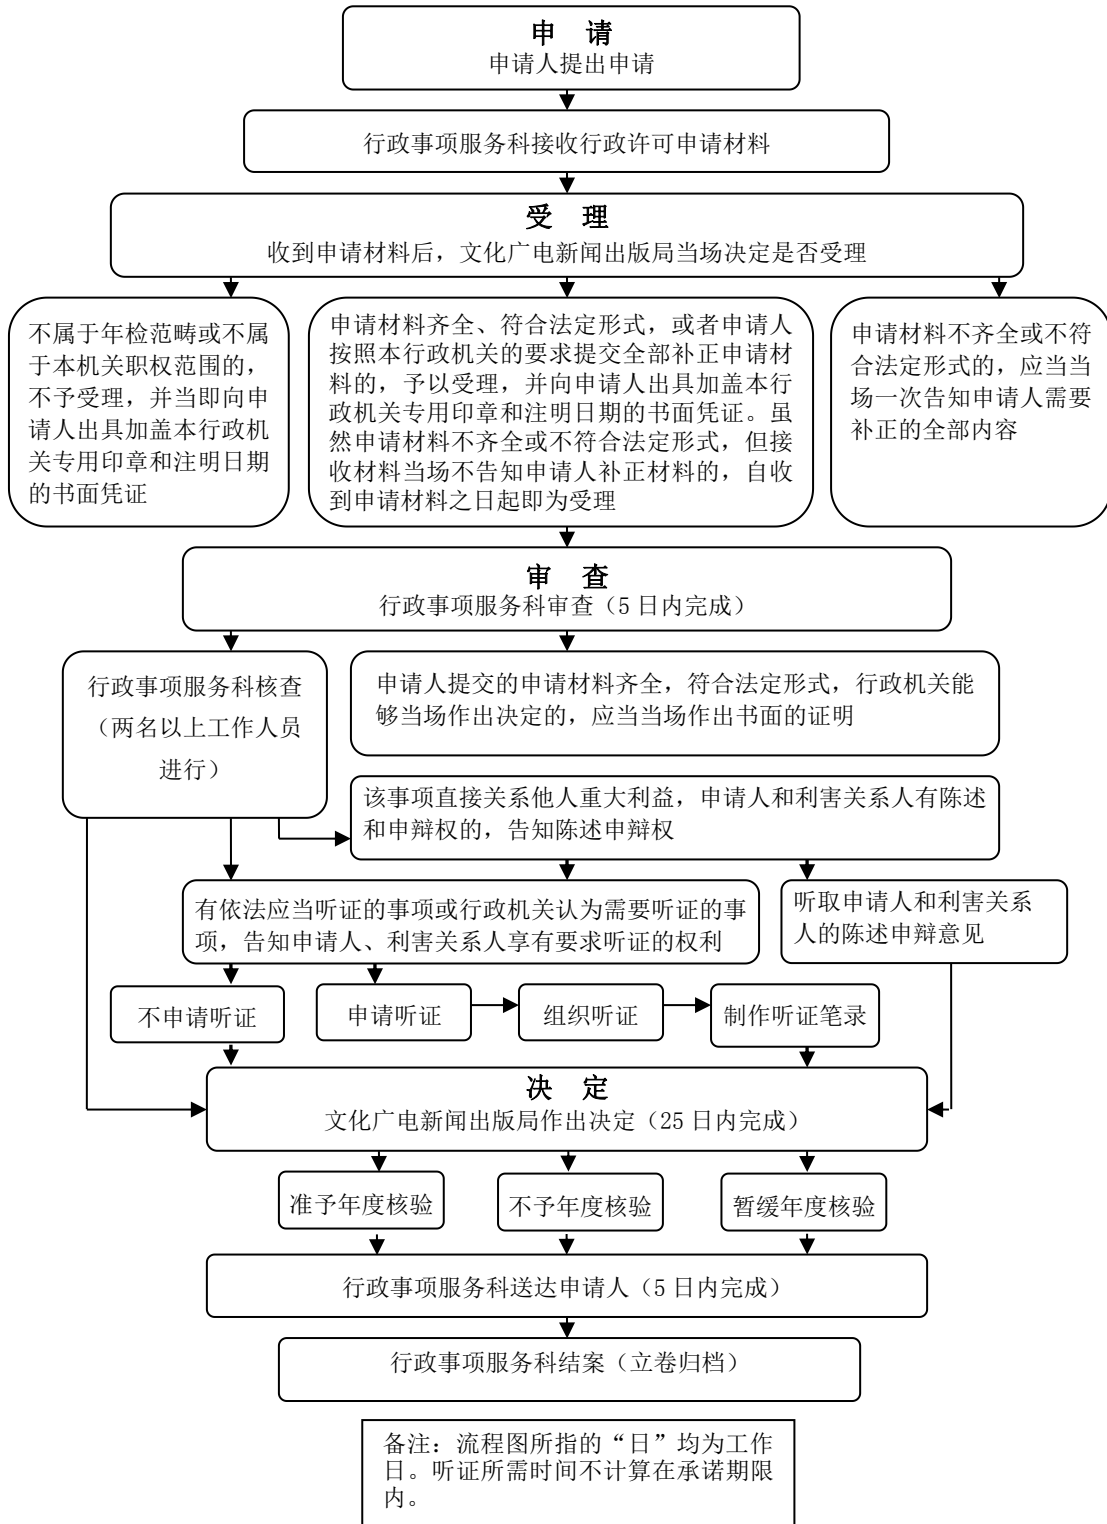 申 请
申请人提出申请
行政事项服务科接收行政许可申请材料
受 理
收到申请材料后，文化广电新闻出版局当场决定是否受理
不属于年检范畴或不属
于本机关职权范围的，
不予受理，并当即向申
请人出具加盖本行政机
关专用印章和注明日期
的书面凭证
申请材料齐全、符合法定形式，或者申请人
按照本行政机关的要求提交全部补正申请材
料的，予以受理，并向申请人出具加盖本行
政机关专用印章和注明日期的书面凭证。虽
然申请材料不齐全或不符合法定形式，但接
收材料当场不告知申请人补正材料的，自收
到申请材料之日起即为受理
申请材料不齐全或不符
合法定形式的，应当当
场一次告知申请人需要
补正的全部内容
审 查
行政事项服务科审查（5 日内完成）
行政事项服务科核查
（两名以上工作人员
进行）
申请人提交的申请材料齐全，符合法定形式，行政机关能
够当场作出决定的，应当当场作出书面的证明
该事项直接关系他人重大利益，申请人和利害关系人有陈述
和申辩权的，告知陈述申辩权
有依法应当听证的事项或行政机关认为需要听证的事
项，告知申请人、利害关系人享有要求听证的权利
听取申请人和利害关系
人的陈述申辩意见
不申请听证
申请听证
组织听证
制作听证笔录
决 定
文化广电新闻出版局作出决定（25 日内完成）
准予年度核验
不予年度核验
暂缓年度核验
行政事项服务科送达申请人（5 日内完成）
行政事项服务科结案（立卷归档）
备注：流程图所指的“日”均为工作
日。听证所需时间不计算在承诺期限
内。